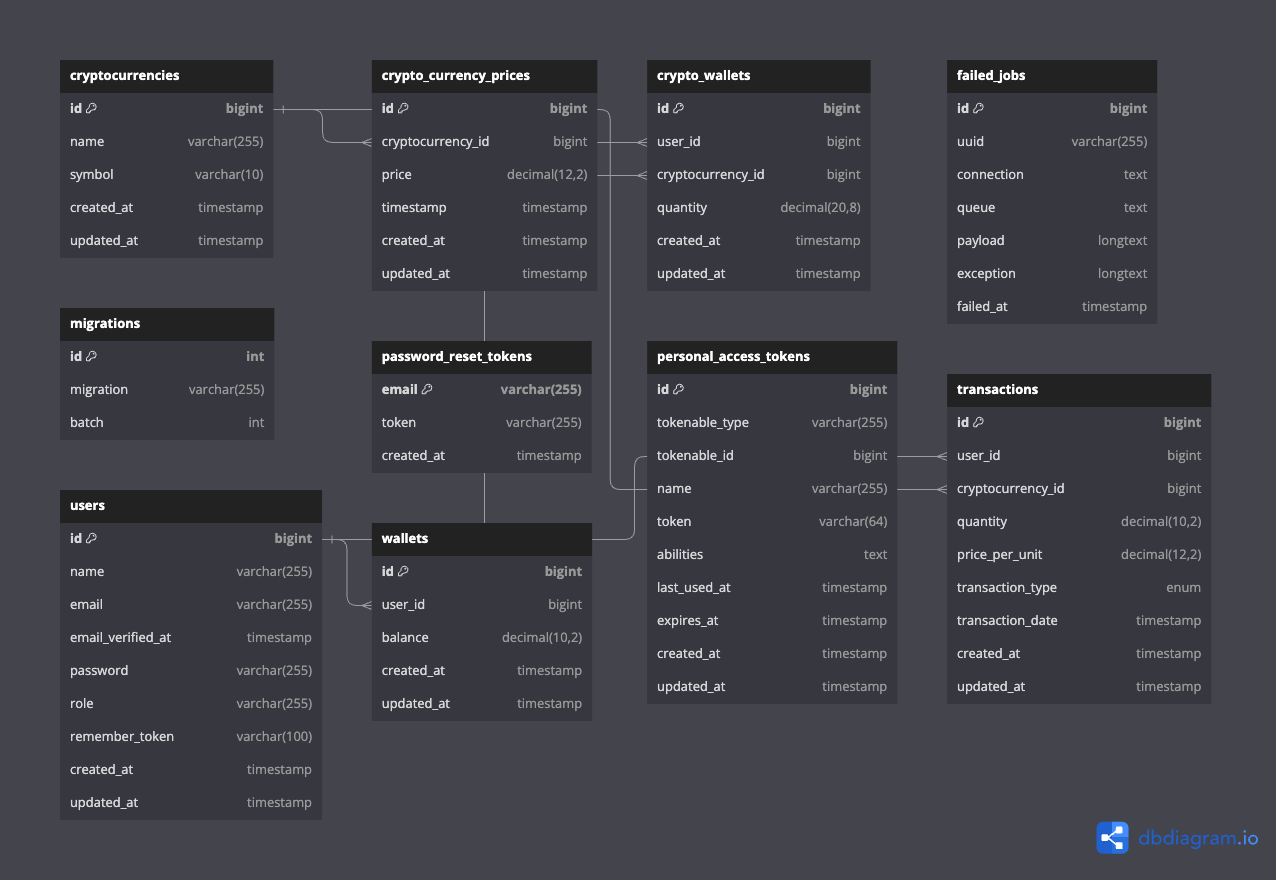 cryptocurrencies
id bigint
name varchar(255)
symbol varchar(10)
created_at timestamp
updated_at timestamp
crypto_currency_prices
id bigint
cryptocurrency_id bigint
price decimal(12,2)
timestamp timestamp
created_at timestamp
updated_at timestamp
crypto_wallets
id bigint
user_id bigint
cryptocurrency_id bigint
quantity decimal(20,8)
created_at timestamp
updated_at timestamp
failed_jobs
id bigint
uuid varchar(255)
connection text
queue text
payload longtext
exception longtext
failed_at timestamp
migrations
id int
migration varchar(255)
batch int
password_reset_tokens
email varchar(255)
token varchar(255)
created_at timestamp
personal_access_tokens
id bigint
tokenable_type varchar(255)
tokenable_id bigint
name varchar(255)
token varchar(64)
abilities text
last_used_at timestamp
expires_at timestamp
created_at timestamp
updated_at timestamp
transactions
id bigint
user_id bigint
cryptocurrency_id bigint
quantity decimal(10,2)
price_per_unit decimal(12,2)
transaction_type enum
transaction_date timestamp
created_at timestamp
updated_at timestamp
users
id bigint
name varchar(255)
email varchar(255)
email_verified_at timestamp
password varchar(255)
role varchar(255)
remember_token varchar(100)
created_at timestamp
updated_at timestamp
wallets
id bigint
user_id bigint
balance decimal(10,2)
created_at timestamp
updated_at timestamp
dbdiagram.io